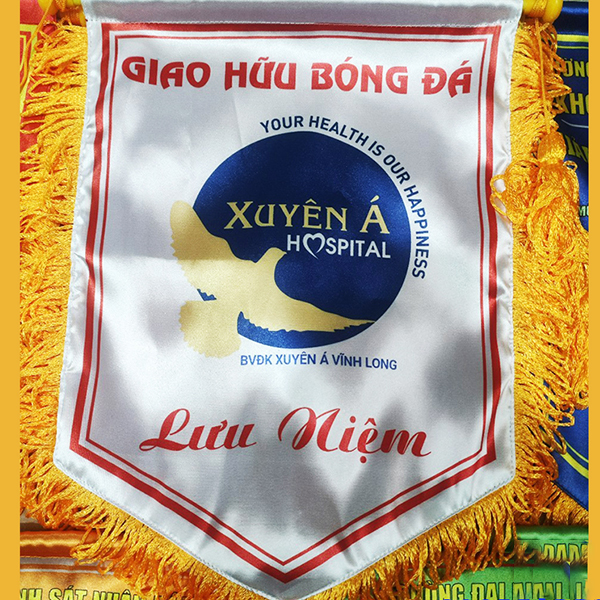 GIAO HỮU BÓNG ĐÁ
YOUR HEALTH IS OUR HAPPINESS
XUYÊN Á
HOSPITAL
BVĐK XUYÊN Á VĨNH LONG
Lưu Niệm